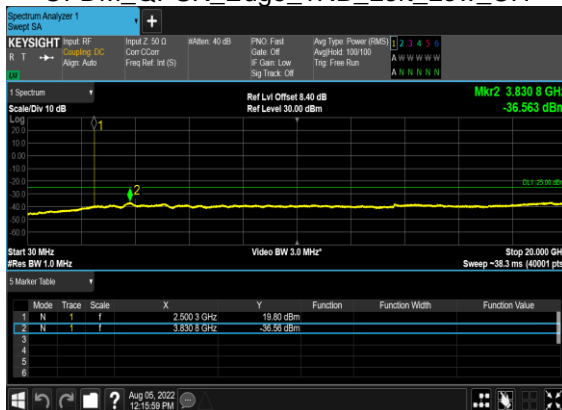 Spectrum Analyzer 1
Swept SA
KEYSIGHT
R T
Input: RF
Coupling: DC
Align: Auto
Input Z: 50 Ω
Corr CCorr
Freq Ref: Int (S)
#Atten: 40 dB
PNO: Fast
Gate: Off
IF Gain: Low
Sig Track: Off
Avg Type: Power (RMS)
Avg|Hold: 100/100
Trig: Free Run
1 2 3 4 5 6
A W W W W W
A N N N N N
1 Spectrum
Scale/Div 10 dB
Ref Lvl Offset 8.40 dB
Ref Level 30.00 dBm
Mkr2 3.830 8 GHz
-36.563 dBm
Log
20.0
10.0
0.00
-10.0
-20.0
-30.0
-40.0
-50.0
-60.0
1
2
DL1 -25.00 dBm
Start 30 MHz
#Res BW 1.0 MHz
Video BW 3.0 MHz*
Stop 20.000 GHz
Sweep ~38.3 ms (40001 pts)
5 Marker Table
Mode Trace Scale X Y Function Function Width Function Value
1 N 1 f 2.500 3 GHz 19.80 dBm
2 N 1 f 3.830 8 GHz -36.56 dBm
3
4
5
6
Aug 05, 2022
12:15:59 PM